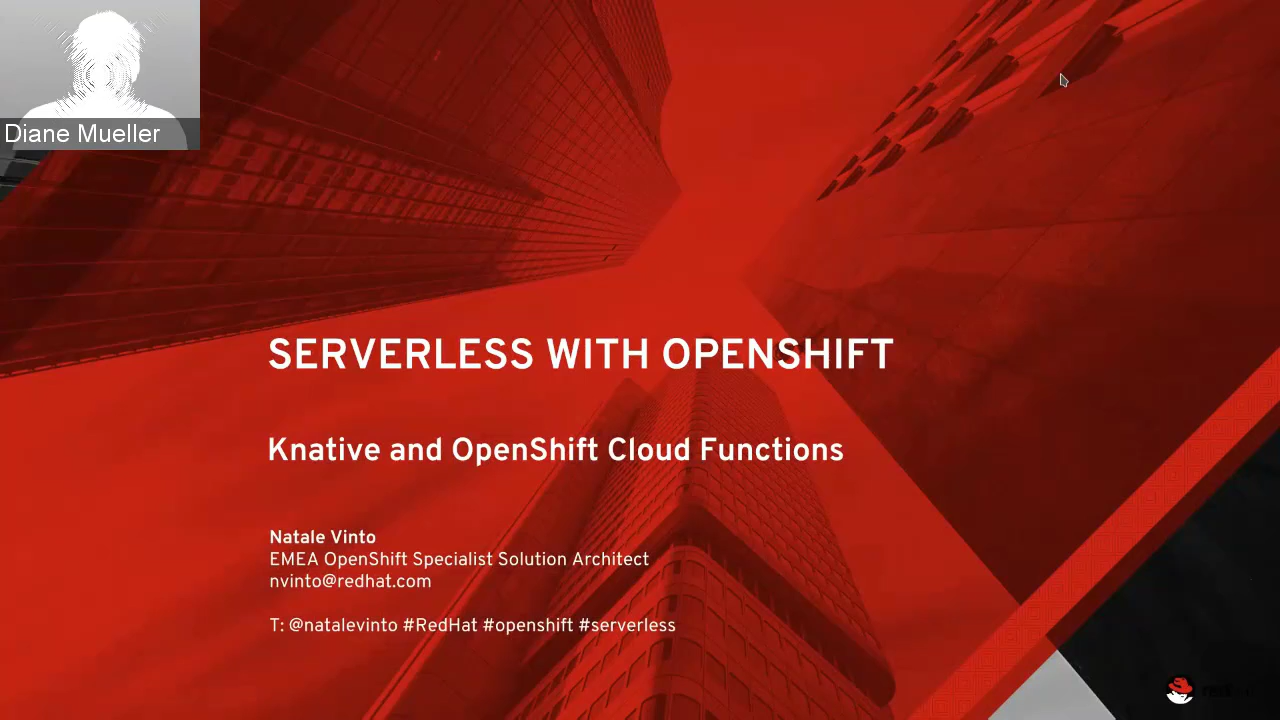 Diane Mueller
SERVERLESS WITH OPENSHIFT
Knative and OpenShift Cloud Functions
Natale Vinto
EMEA OpenShift Specialist Solution Architect
nvinto@redhat.com
T: @natalevinto #RedHat #openshift #serverless